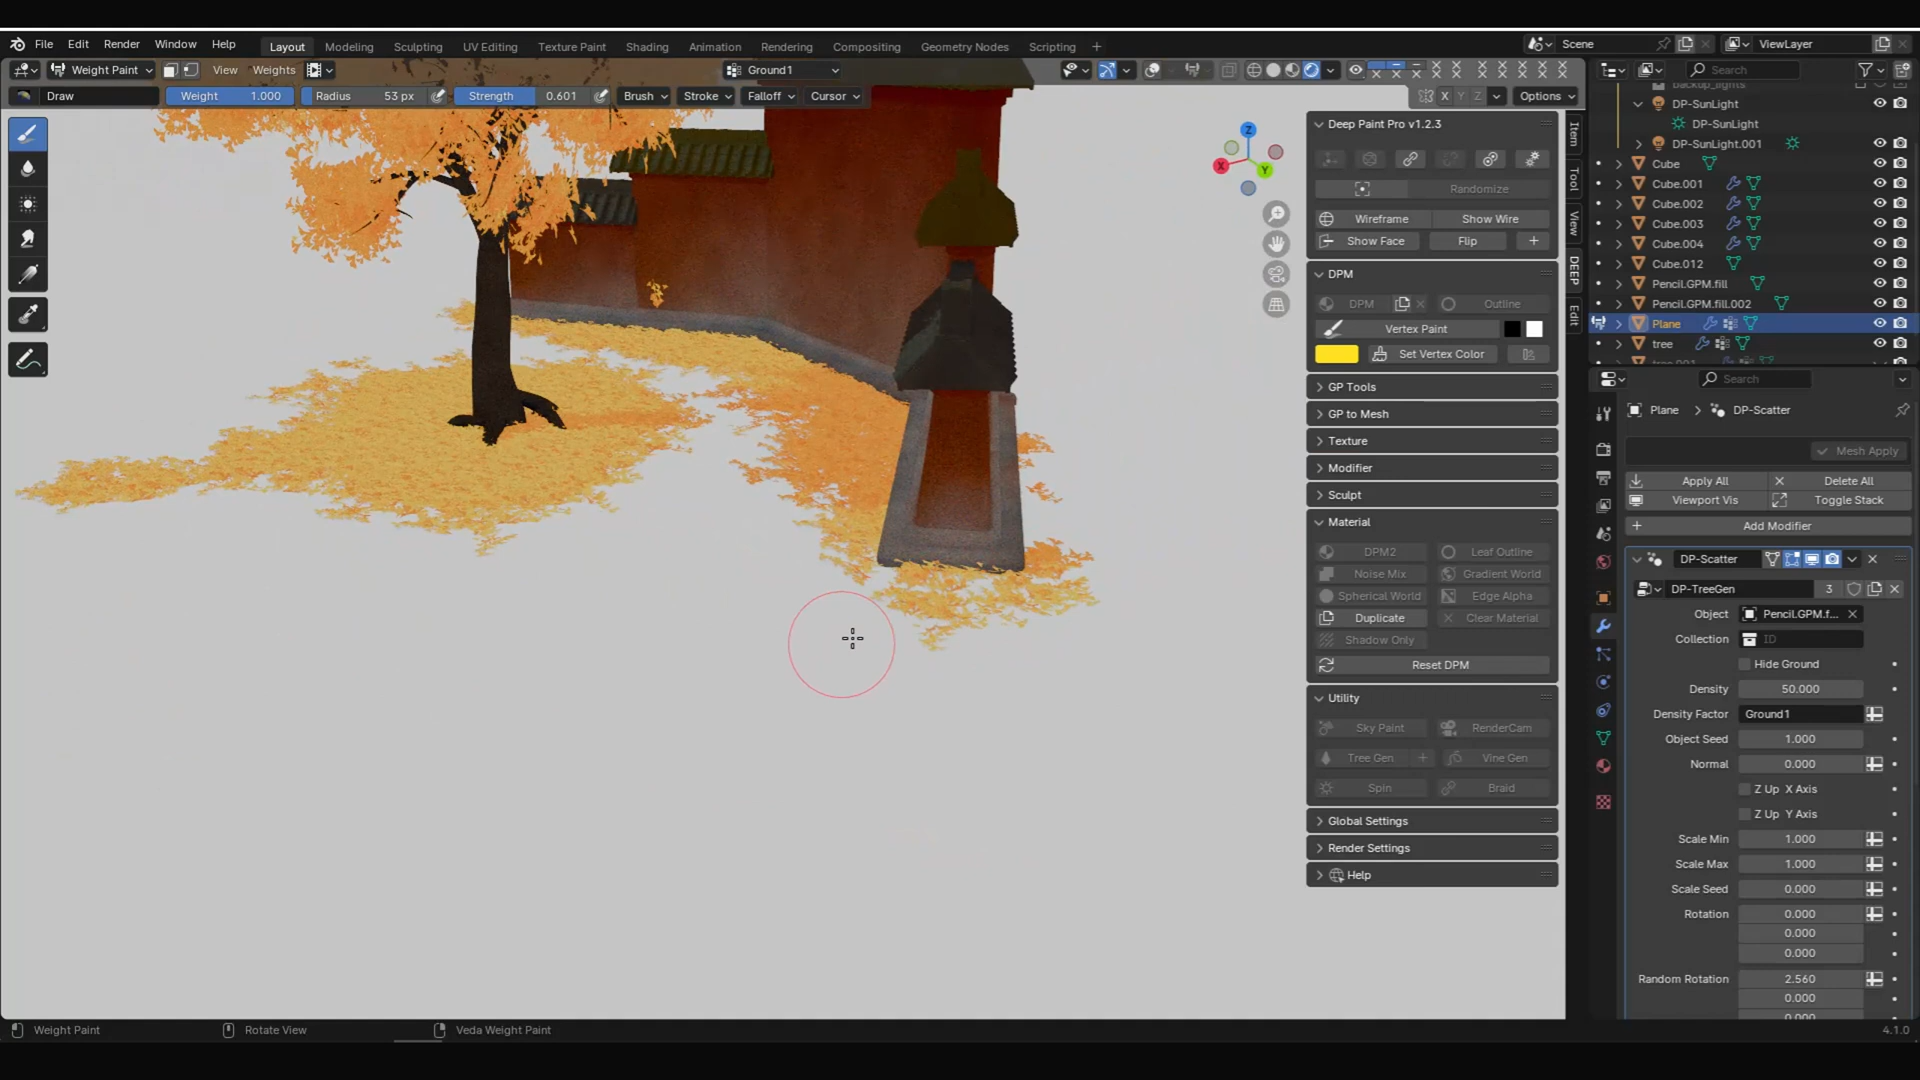 File Edit Render Window Help Layout Modeling Sculpting UV Editing Texture Paint Shading Animation Rendering Compositing Geometry Nodes Scripting + Scene ViewLayer
Weight Paint View Weights Ground1 Search
Draw Weight 1.000 Radius 53 px Strength 0.601 Brush Stroke Falloff Cursor X Y Z Options
DP-SunLight
DP-SunLight
DP-SunLight.001
Cube
Cube.001
Cube.002
Cube.003
Cube.004
Cube.012
Pencil.GPM.fill
Pencil.GPM.fill.002
Plane
tree
Item
Tool
View
DEEP
Edit
Z
X
Y
Deep Paint Pro v1.2.3
Randomize
Wireframe Show Wire
Show Face Flip +
DPM
DPM Outline
Vertex Paint
Set Vertex Color
GP Tools
GP to Mesh
Texture
Modifier
Sculpt
Material
DPM2 Leaf Outline
Noise Mix Gradient World
Spherical World Edge Alpha
Duplicate Clear Material
Shadow Only
Reset DPM
Utility
Sky Paint RenderCam
Tree Gen + Vine Gen
Spin Braid
Global Settings
Render Settings
Help
Search
Plane > DP-Scatter
Mesh Apply
Apply All Delete All
Viewport Vis Toggle Stack
+ Add Modifier
DP-Scatter
DP-TreeGen 3
Object Pencil.GPM.f...
Collection ID
Hide Ground
Density 50.000
Density Factor Ground1
Object Seed 1.000
Normal 0.000
Z Up X Axis
Z Up Y Axis
Scale Min 1.000
Scale Max 1.000
Scale Seed 0.000
Rotation 0.000
0.000
0.000
Random Rotation 2.560
0.000
Weight Paint Rotate View Veda Weight Paint 4.1.0